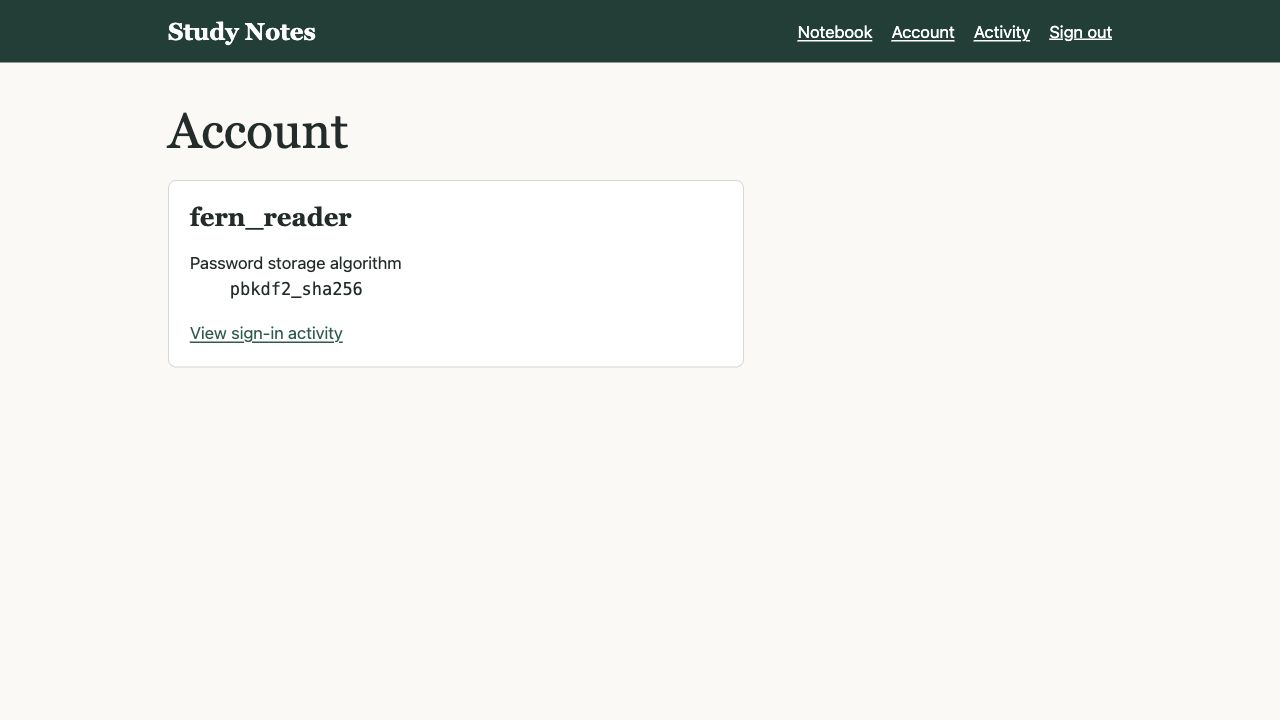 Study Notes
Notebook Account Activity Sign out
Account
fern_reader
Password storage algorithm
pbkdf2_sha256
View sign-in activity